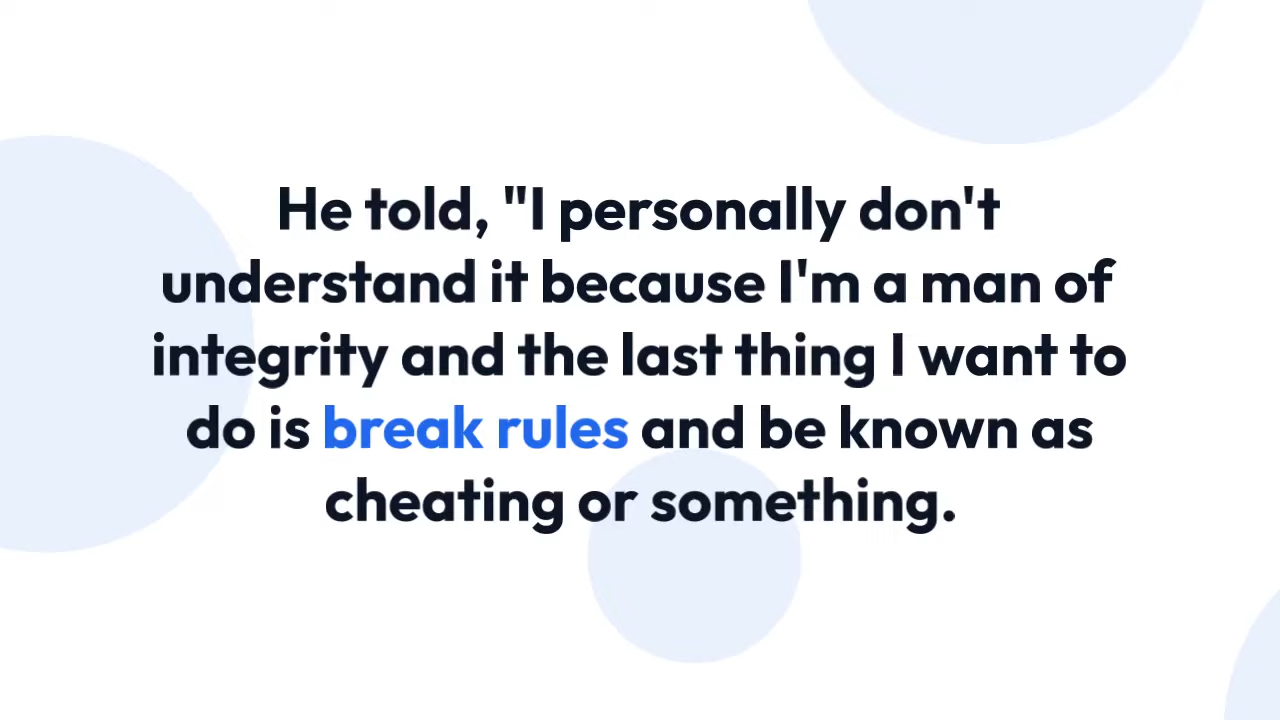 He told, "I personally don't
understand it because I'm a man of
integrity and the last thing I want to
do is break rules and be known as
cheating or something.